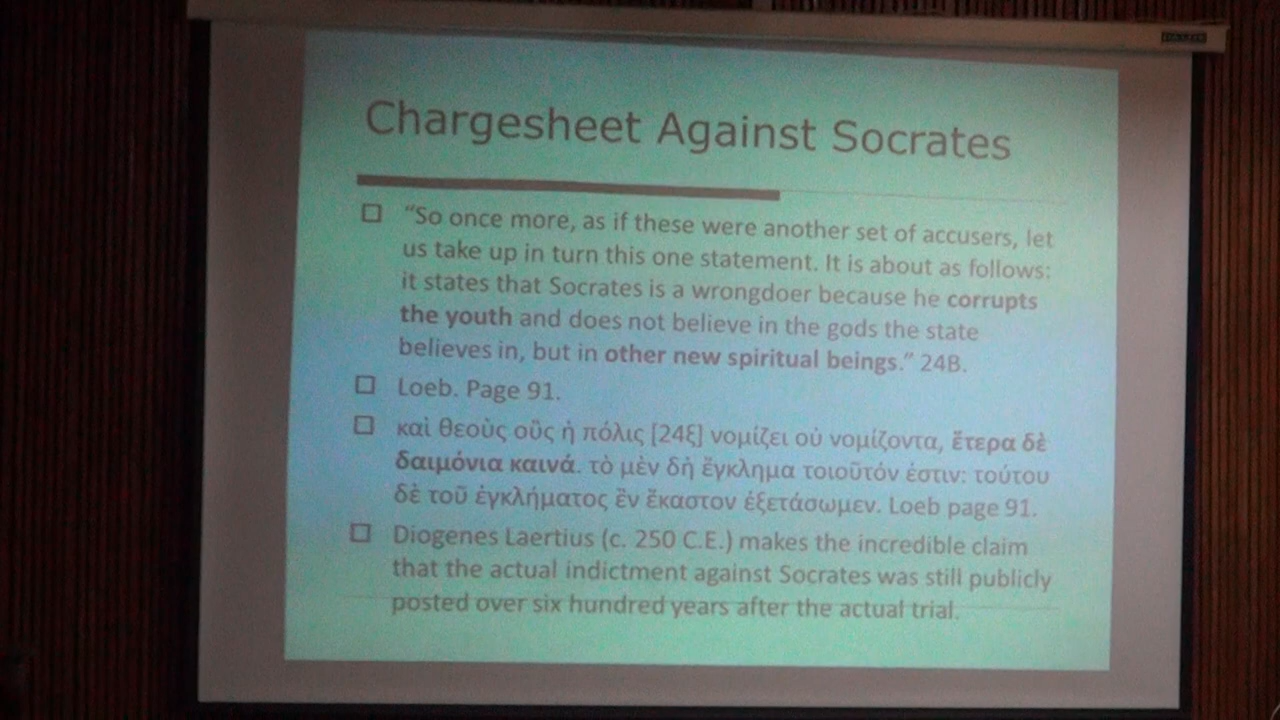 Chargesheet Against Socrates
“So once more, as if these were another set of accusers, let
us take up in turn this one statement. It is about as follows:
it states that Socrates is a wrongdoer because he corrupts
the youth and does not believe in the gods the state
believes in, but in other new spiritual beings.” 24B.
Loeb. Page 91.
καὶ θεοὺς οὓς ἡ πόλις [24ξ] νομίζει οὐ νομίζοντα, ἕτερα δὲ
δαιμόνια καινά. τὸ μὲν δὴ ἔγκλημα τοιοῦτόν ἐστιν: τούτου
δὲ τοῦ ἐγκλήματος ἓν ἕκαστον ἐξετάσωμεν. Loeb page 91.
Diogenes Laertius (c. 250 C.E.) makes the incredible claim
that the actual indictment against Socrates was still publicly
posted over six hundred years after the actual trial.